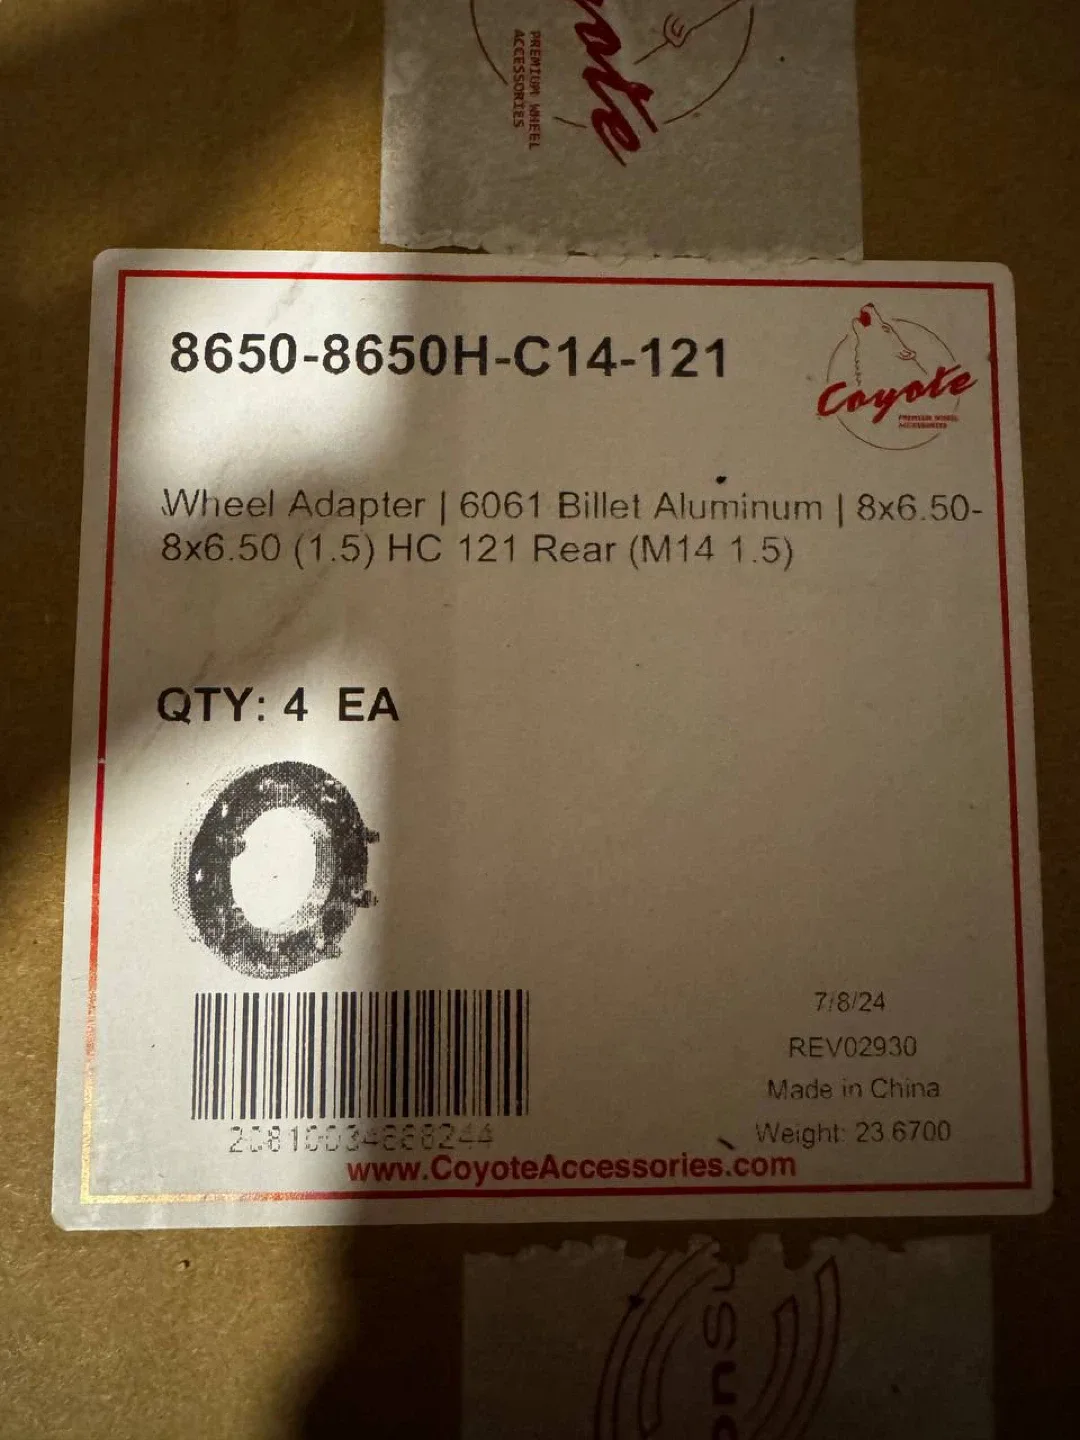 Coyote
PREMIUM WHEEL
ACCESSORIES
8650-8650H-C14-121
Coyote
PREMIUM WHEEL
ACCESSORIES
Wheel Adapter | 6061 Billet Aluminum | 8x6.50-
8x6.50 (1.5) HC 121 Rear (M14 1.5)
QTY: 4 EA
7/8/24
REV02930
Made in China
Weight: 23.6700
www.CoyoteAccessories.com